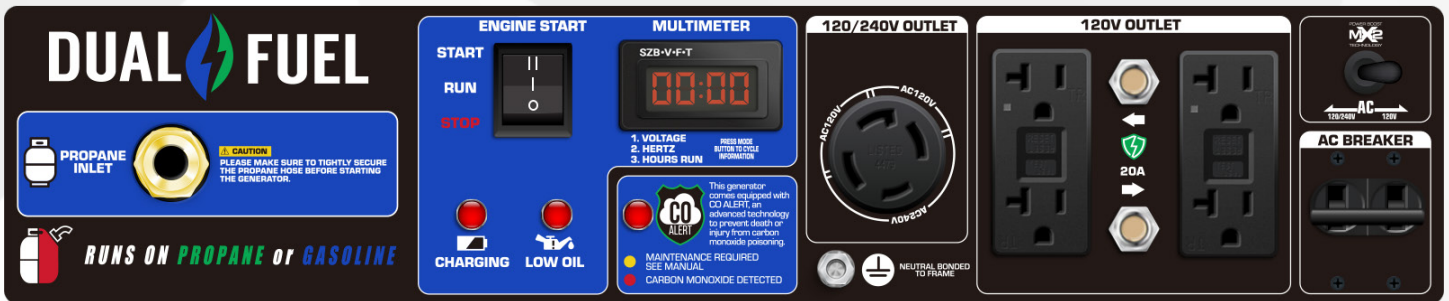 DUAL FUEL
PROPANE
INLET
CAUTION
PLEASE MAKE SURE TO TIGHTLY SECURE
THE PROPANE HOSE BEFORE STARTING
THE GENERATOR.
RUNS ON PROPANE or GASOLINE
ENGINE START
START
RUN
STOP
II
I
O
MULTIMETER
SZB•V•F•T
00:00
1. VOLTAGE
2. HERTZ
3. HOURS RUN
PRESS MODE
BUTTON TO CYCLE
INFORMATION
CHARGING
LOW OIL
CO
ALERT
This generator
comes equipped with
CO ALERT, an
advanced technology
to prevent death or
injury from carbon
monoxide poisoning.
MAINTENANCE REQUIRED
SEE MANUAL
CARBON MONOXIDE DETECTED
120/240V OUTLET
AC120V
AC120V
AC240V
NEUTRAL BONDED
TO FRAME
120V OUTLET
20A
POWER BOOST
MX2
TECHNOLOGY
AC
120/240V
120V
AC BREAKER